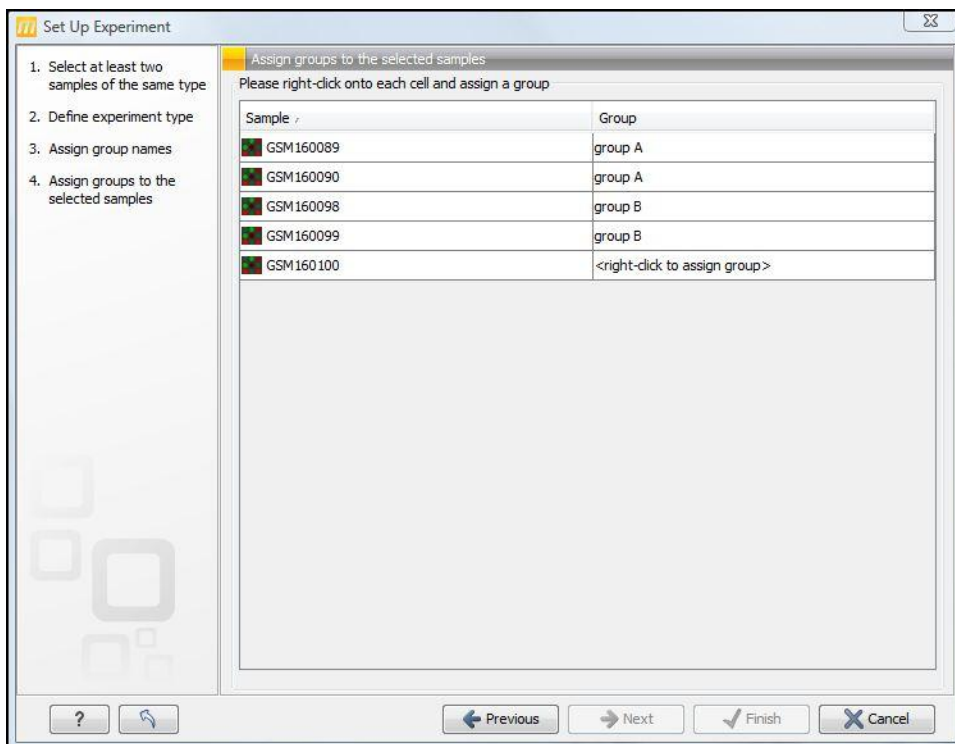 Set Up Experiment
1. Select at least two
samples of the same type
2. Define experiment type
3. Assign group names
4. Assign groups to the
selected samples
Assign groups to the selected samples
Please right-click onto each cell and assign a group
Sample Group
GSM160089 group A
GSM160090 group A
GSM160098 group B
GSM160099 group B
GSM160100 <right-click to assign group>
? Previous Next Finish Cancel